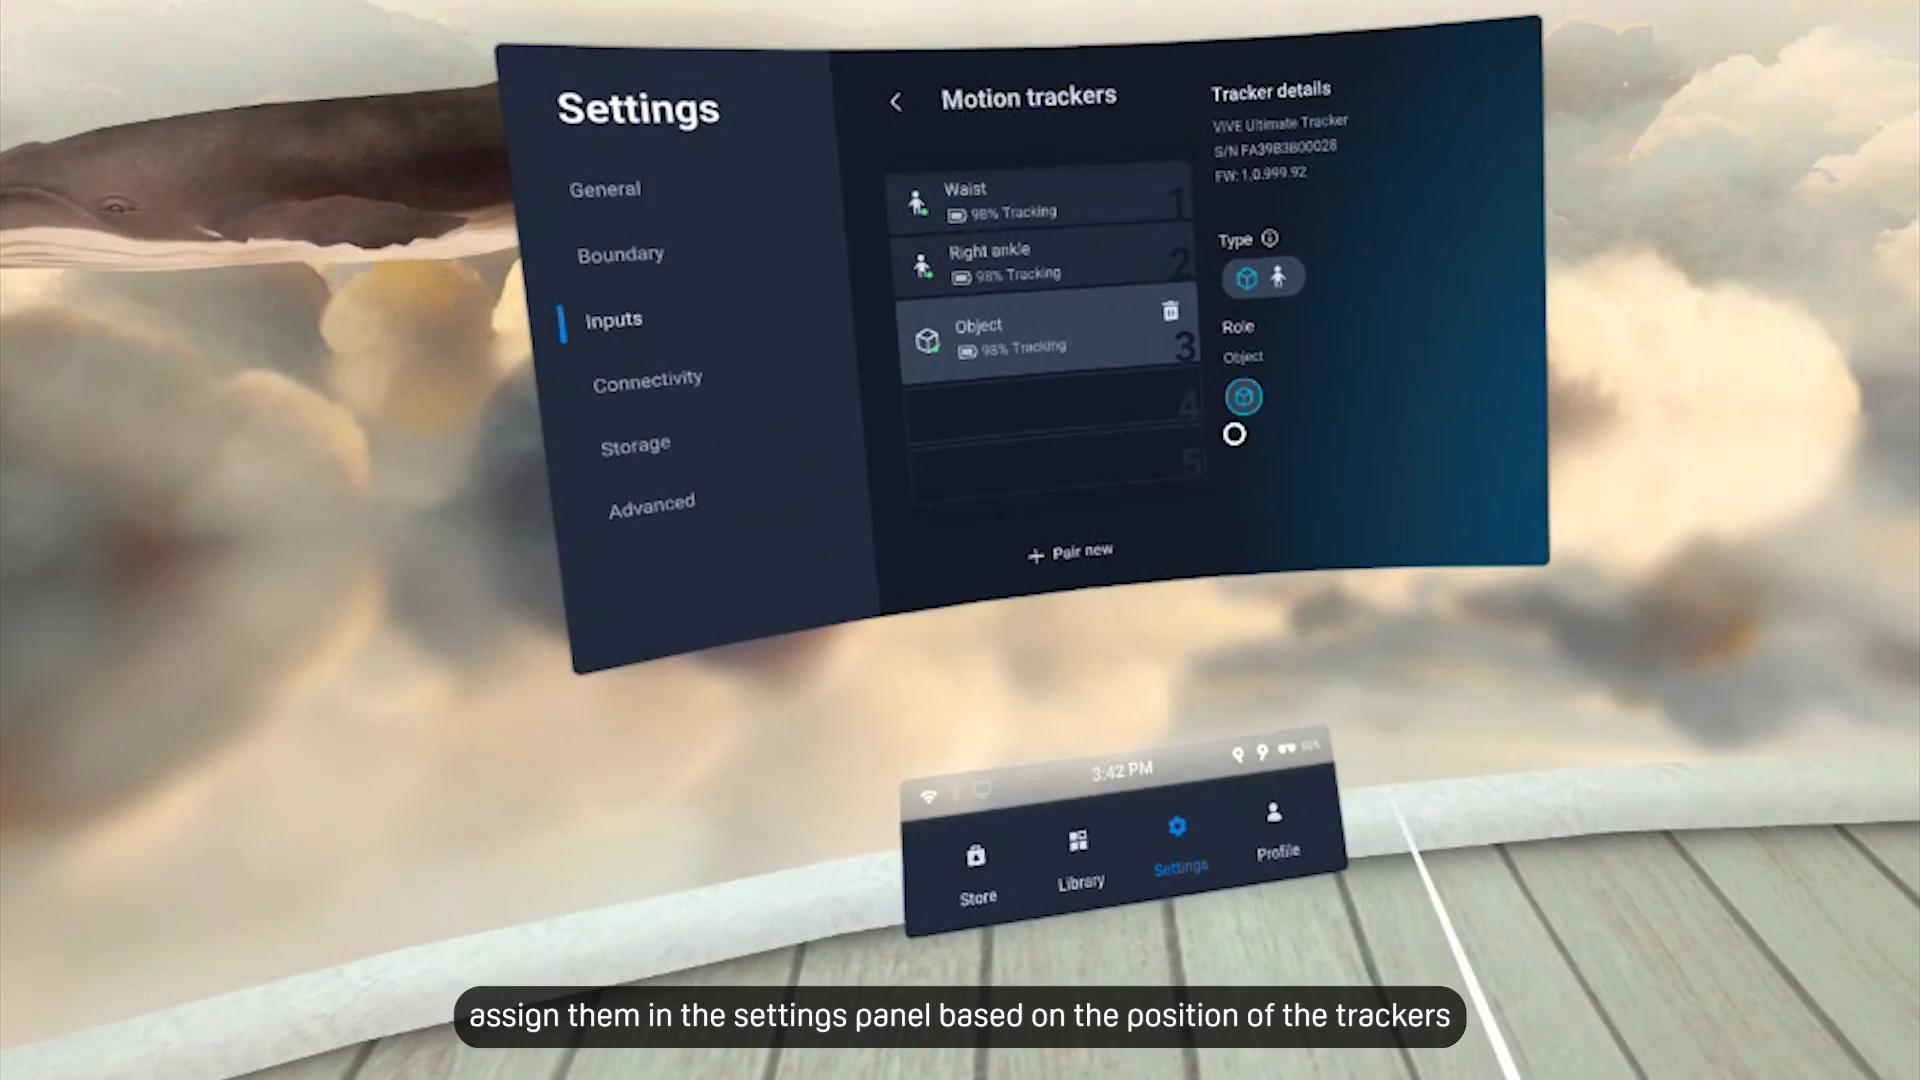 Settings
General
Boundary
Inputs
Connectivity
Storage
Advanced
Motion trackers
Waist
98% Tracking
1
Right ankle
98% Tracking
2
Object
98% Tracking
3
4
5
+ Pair new
Tracker details
VIVE Ultimate Tracker
S/N FA39B3800028
FW: 1.0.999.92
Type
Role
Object
3:42 PM
Store
Library
Settings
Profile
assign them in the settings panel based on the position of the trackers